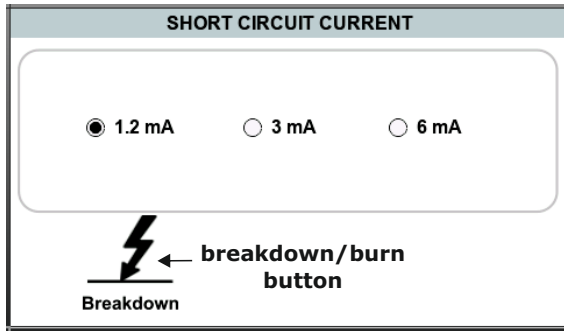 SHORT CIRCUIT CURRENT
1.2 mA 3 mA 6 mA
breakdown/burn
button
Breakdown